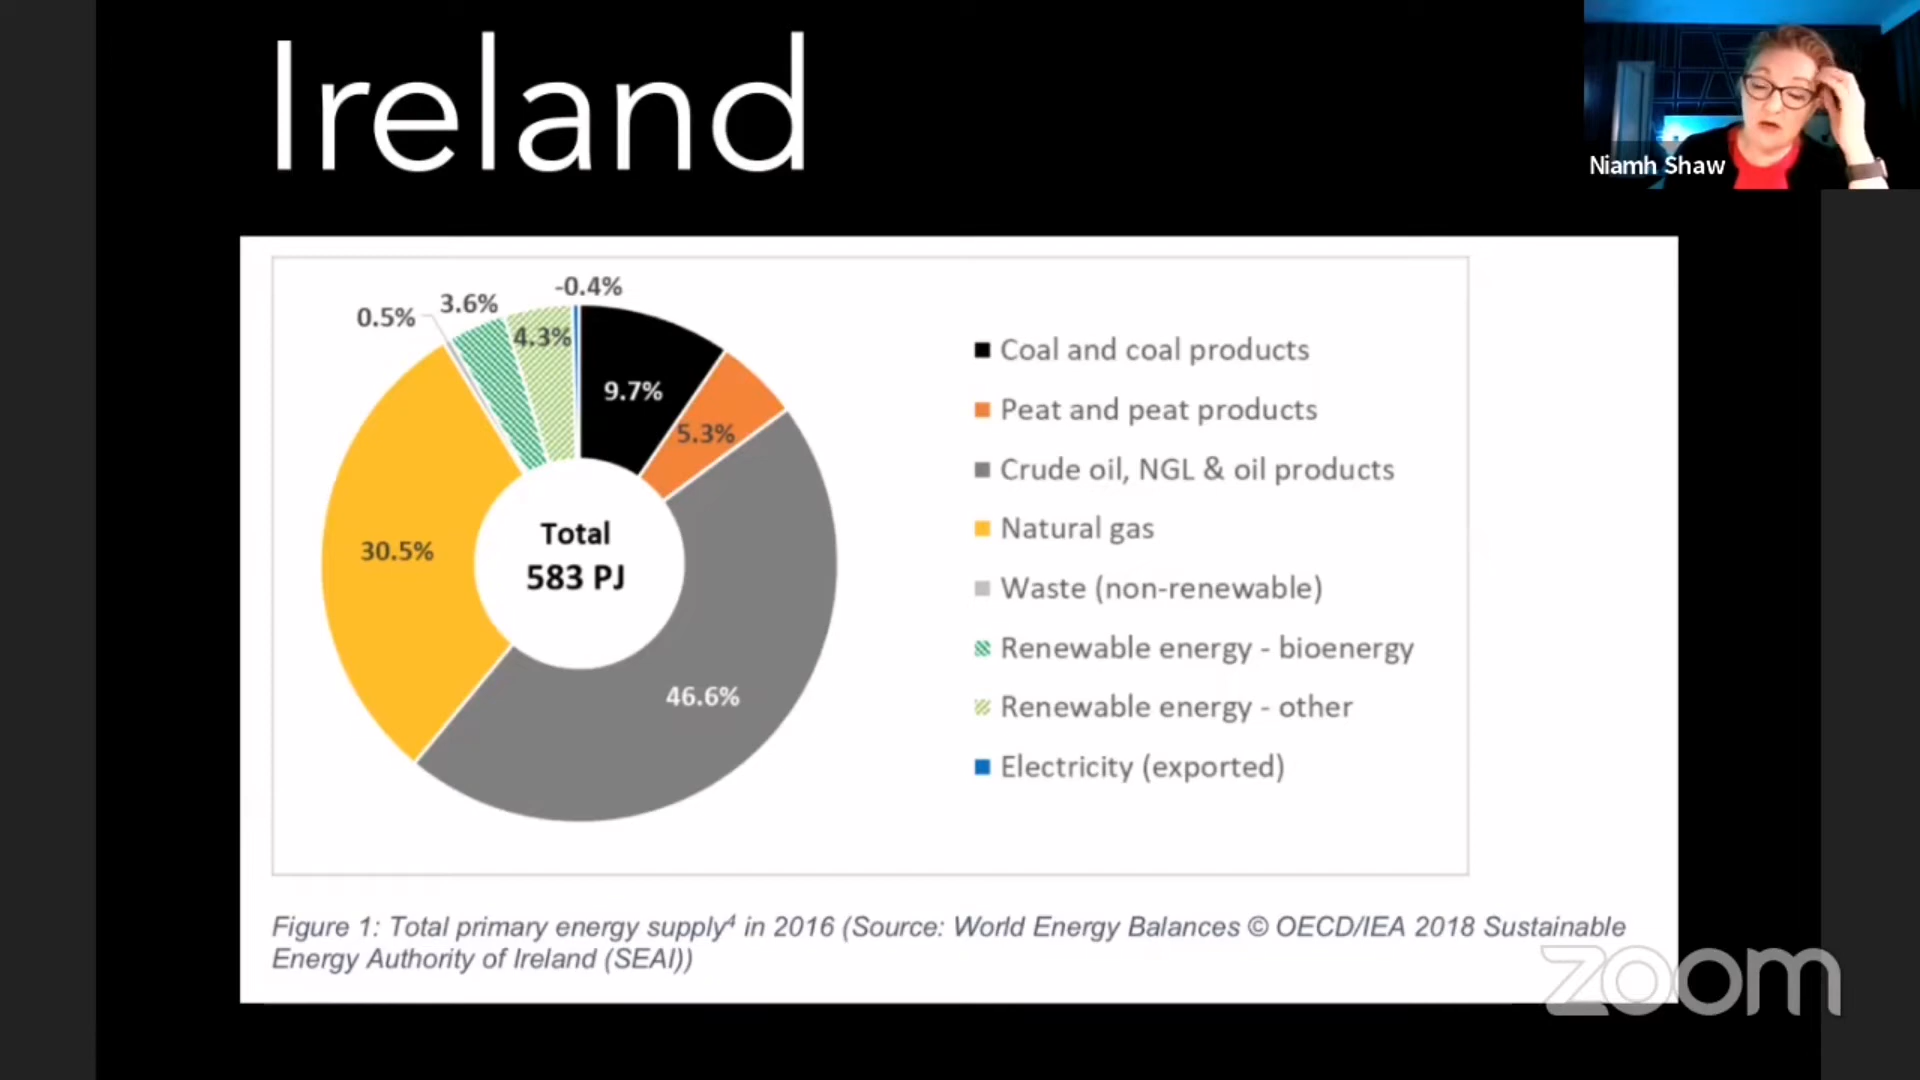 Ireland
Niamh Shaw
-0.4%
0.5%
3.6%
4.3%
9.7%
5.3%
30.5%
46.6%
Total
583 PJ
Coal and coal products
Peat and peat products
Crude oil, NGL & oil products
Natural gas
Waste (non-renewable)
Renewable energy - bioenergy
Renewable energy - other
Electricity (exported)
Figure 1: Total primary energy supply⁴ in 2016 (Source: World Energy Balances © OECD/IEA 2018 Sustainable
Energy Authority of Ireland (SEAI))
zoom